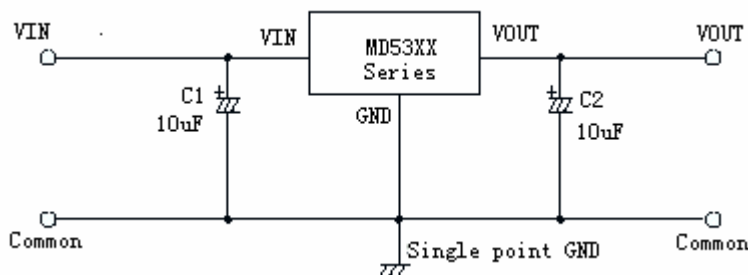 VIN
VIN
MD53XX
Series
VOUT
VOUT
C1
10uF
GND
C2
10uF
Common
Single point GND
Common